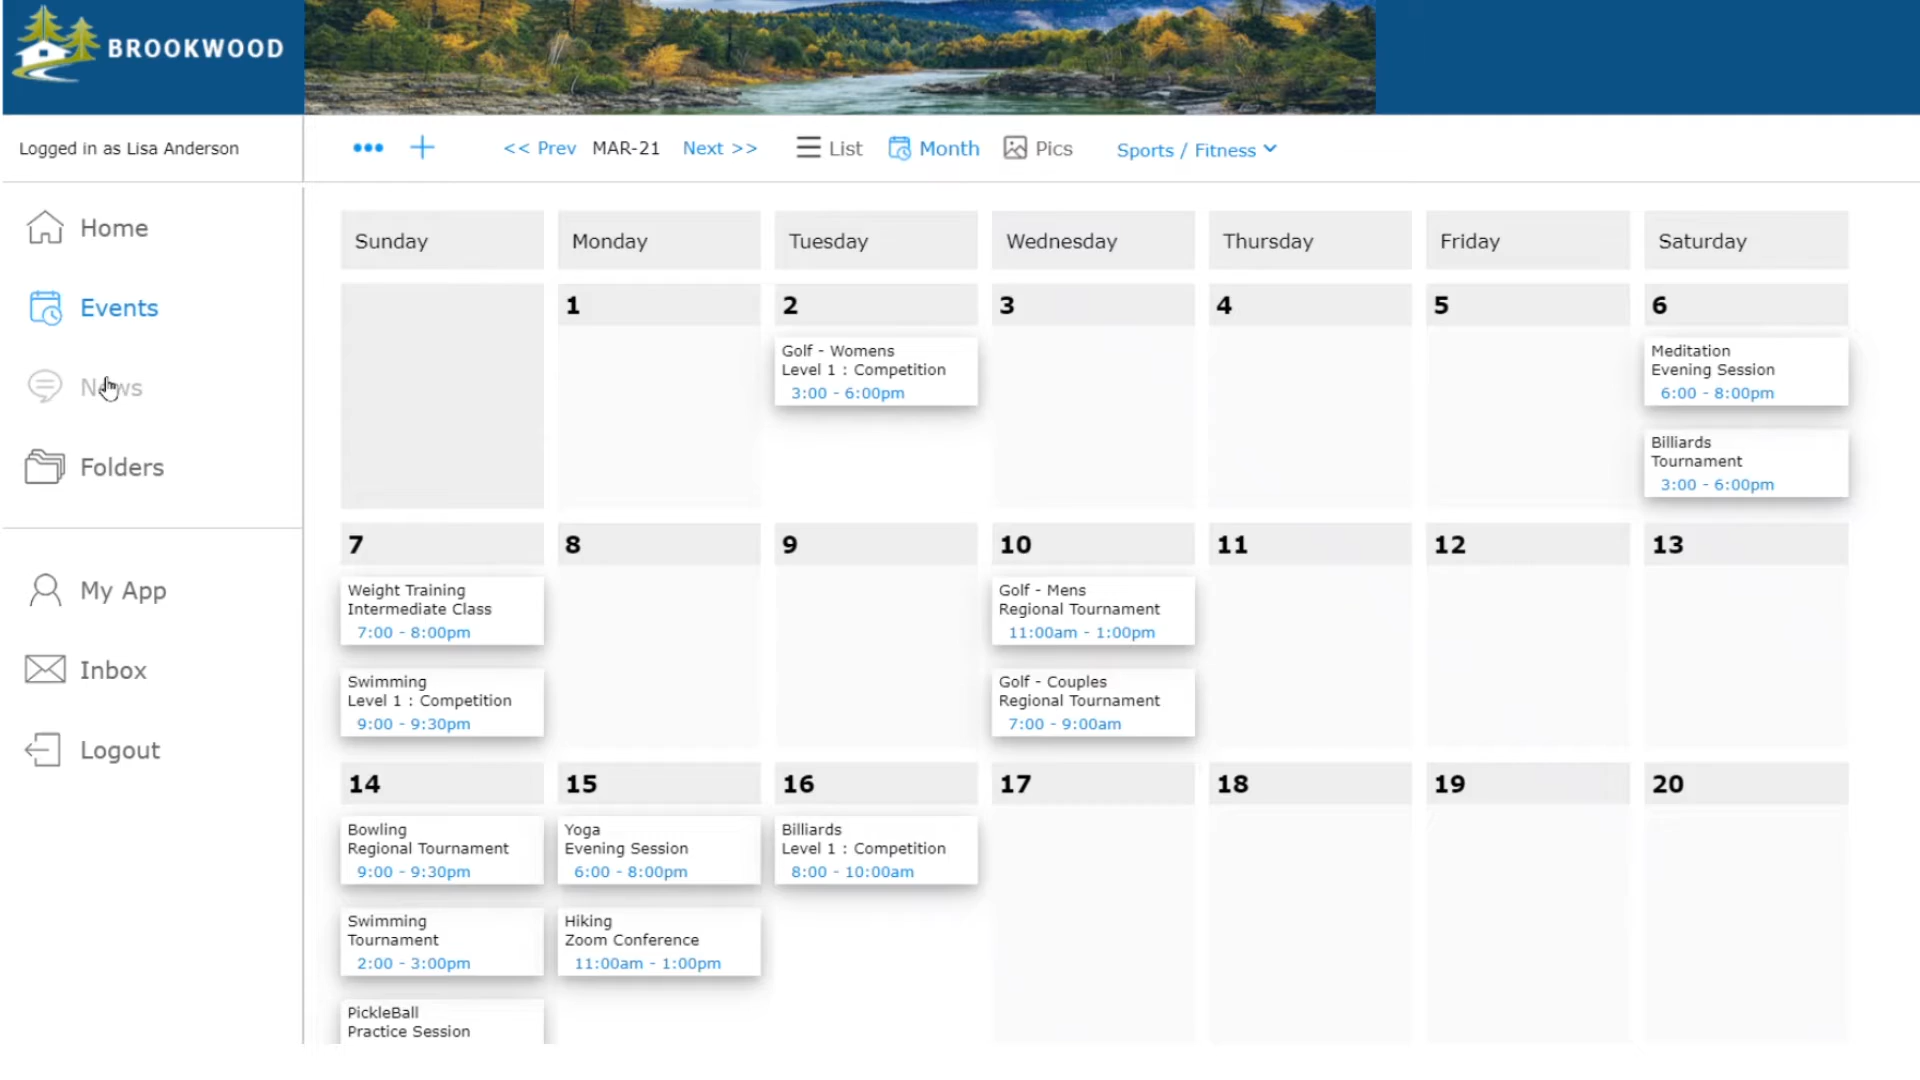 BROOKWOOD
Logged in as Lisa Anderson
<< Prev MAR-21 Next >> List Month Pics Sports / Fitness
Home
Events
News
Folders
My App
Inbox
Logout
Sunday Monday Tuesday Wednesday Thursday Friday Saturday
1 2 3 4 5 6
Golf - Womens
Level 1 : Competition
3:00 - 6:00pm
Meditation
Evening Session
6:00 - 8:00pm
Billiards
Tournament
3:00 - 6:00pm
7 8 9 10 11 12 13
Weight Training
Intermediate Class
7:00 - 8:00pm
Swimming
Level 1 : Competition
9:00 - 9:30pm
Golf - Mens
Regional Tournament
11:00am - 1:00pm
Golf - Couples
Regional Tournament
7:00 - 9:00am
14 15 16 17 18 19 20
Bowling
Regional Tournament
9:00 - 9:30pm
Swimming
Tournament
2:00 - 3:00pm
PickleBall
Practice Session
Yoga
Evening Session
6:00 - 8:00pm
Hiking
Zoom Conference
11:00am - 1:00pm
Billiards
Level 1 : Competition
8:00 - 10:00am